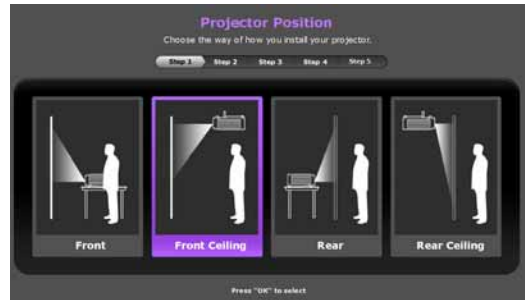 Projector Position
Choose the way of how you install your projector.
Step 1 Step 2 Step 3 Step 4 Step 5
Front Front Ceiling Rear Rear Ceiling
Press "OK" to select